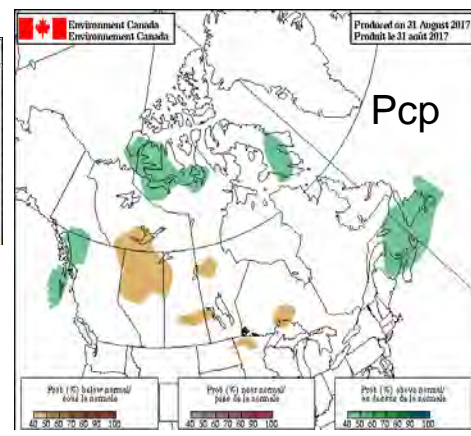 Environment Canada
Environnement Canada
Produced on 31 August 2017
Produit le 31 août 2017
Pcp
Prob (%) below normal/
sous la normale
40 50 60 70 80 90 100
Prob (%) near normal/
près de la normale
40 50 60 70 80 90 100
Prob (%) above normal/
au dessus de la normale
40 50 60 70 80 90 100